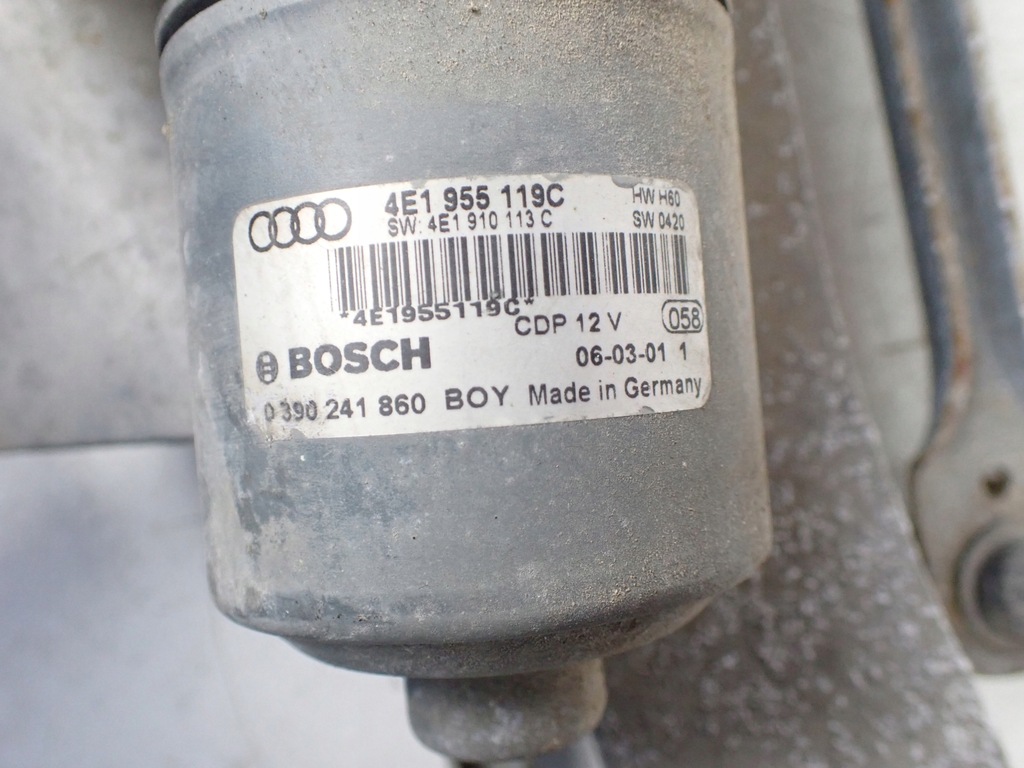 4E1 955 119C HW H60
SW: 4E1 910 113 C SW 0420
*4E1955119C*
CDP 12 V 058
BOSCH 06-03-01 1
0 390 241 860 BOY Made in Germany